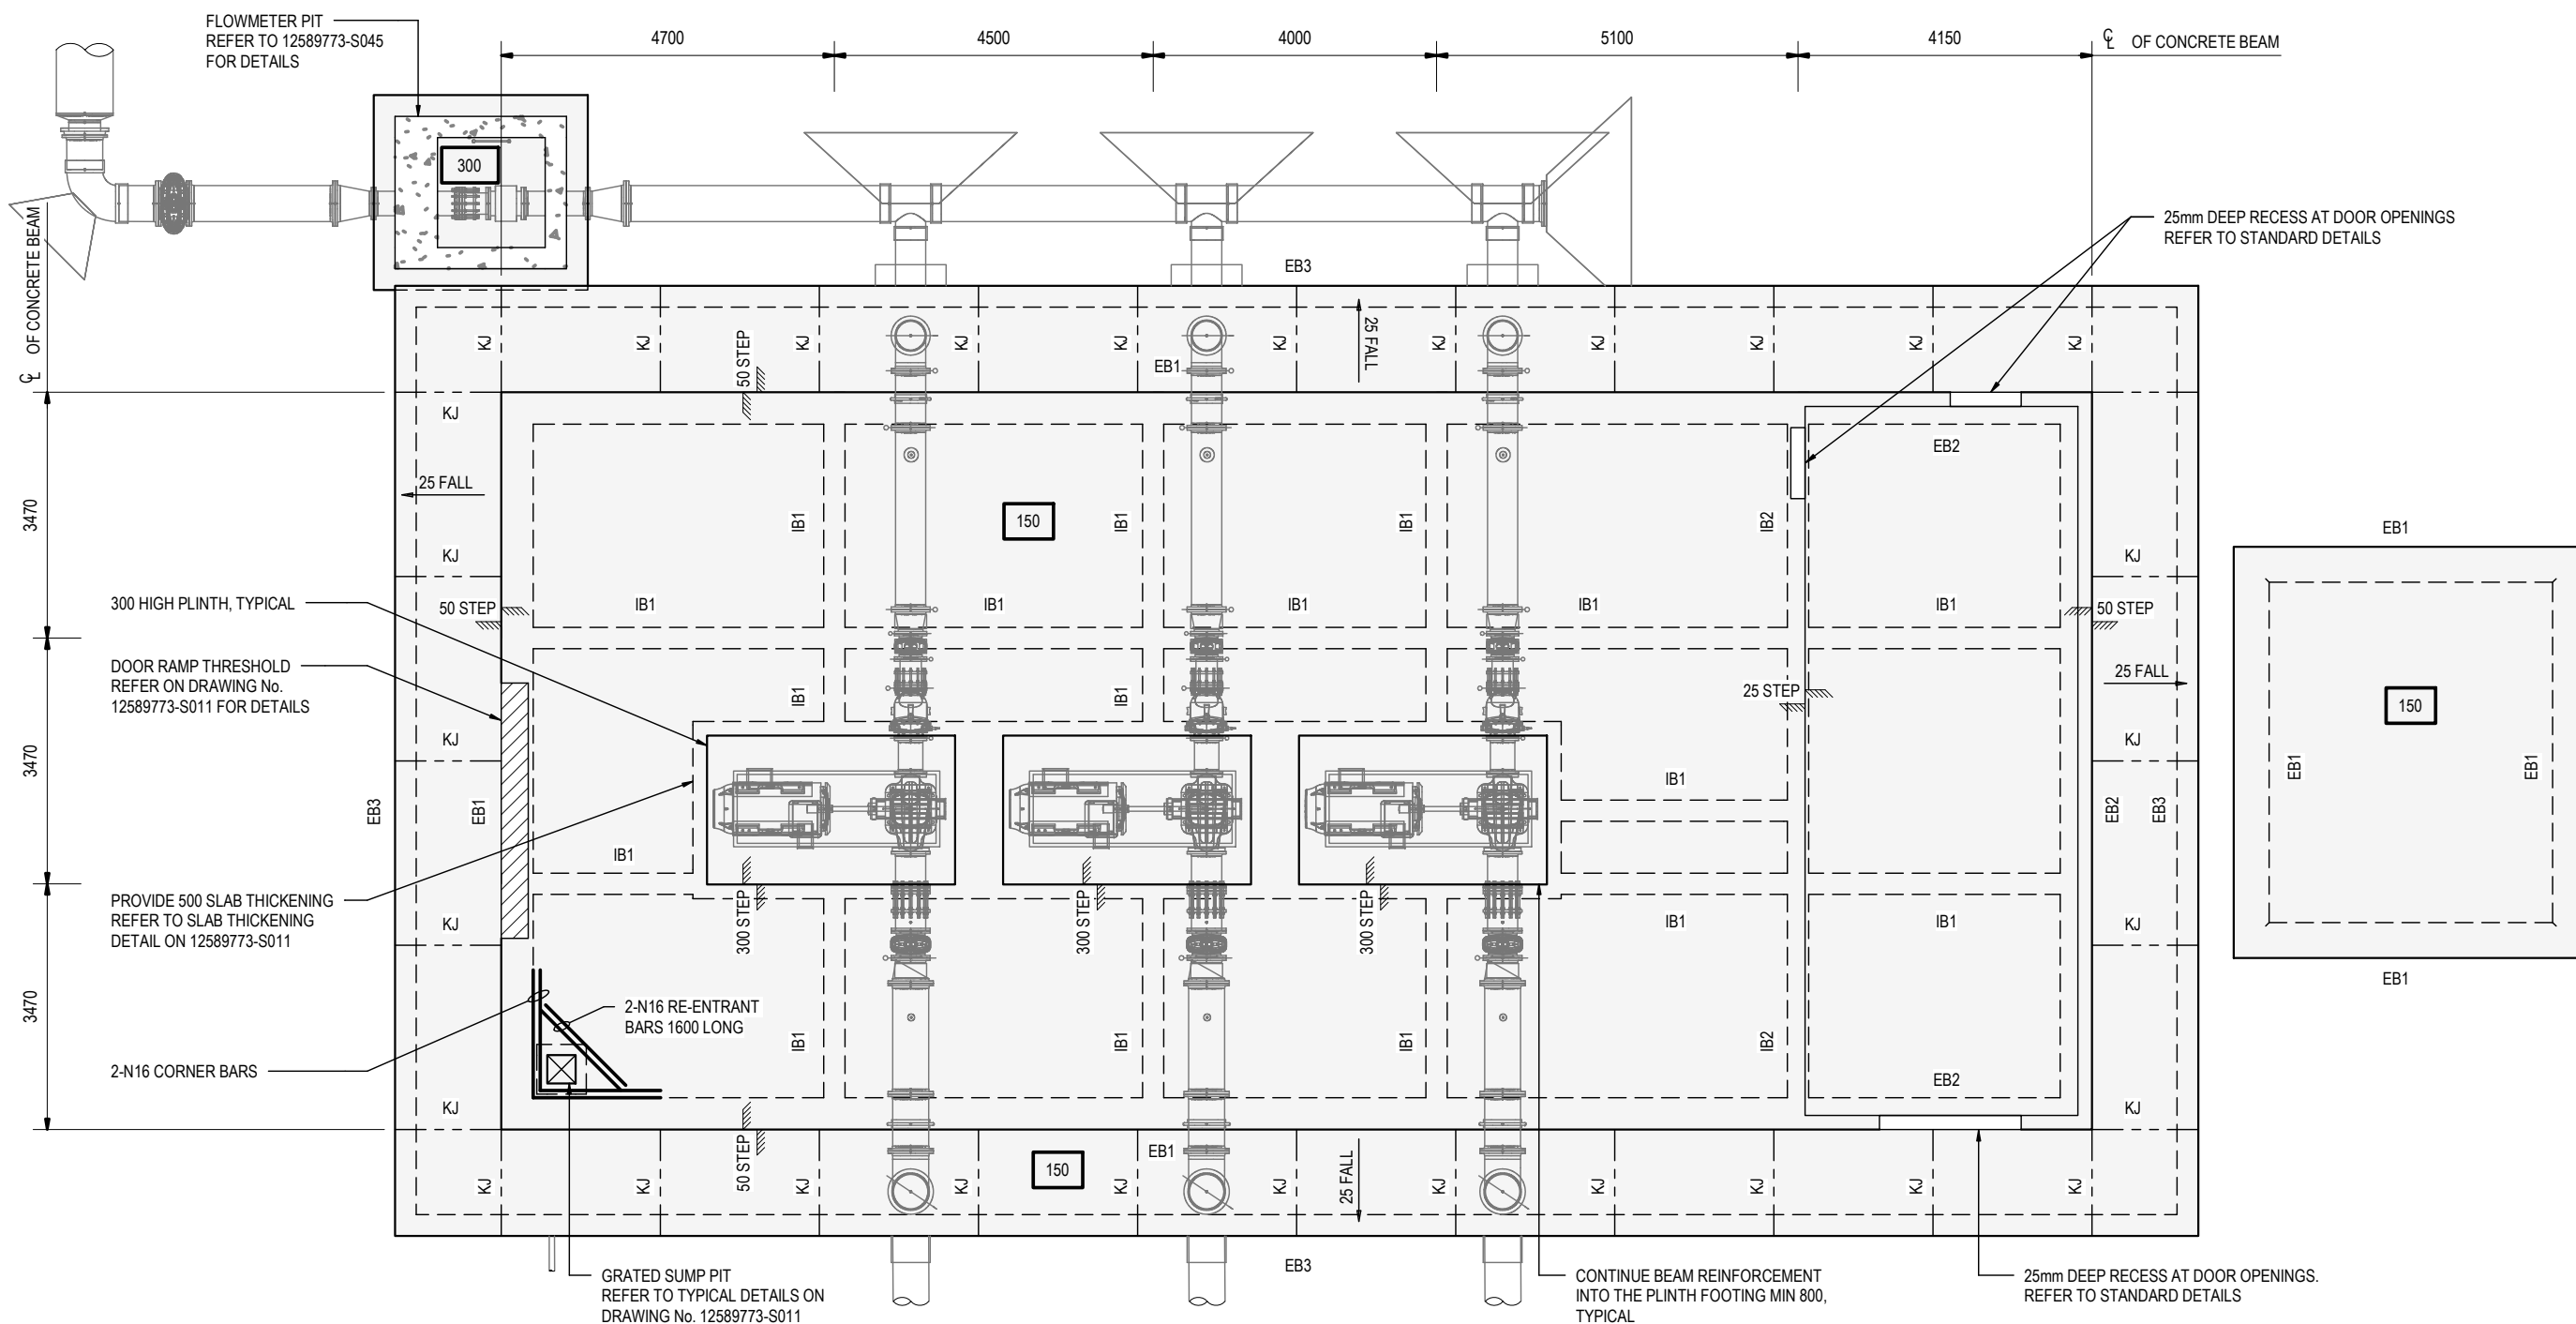 FLOWMETER PIT
REFER TO 12589773-S045
FOR DETAILS
4700
4500
4000
5100
4150
℄ OF CONCRETE BEAM
300
25mm DEEP RECESS AT DOOR OPENINGS
REFER TO STANDARD DETAILS
℄ OF CONCRETE BEAM
EB3
KJ
KJ
KJ
KJ
KJ
KJ
KJ
KJ
KJ
KJ
KJ
50 STEP
EB1
25 FALL
KJ
EB2
25 FALL
3470
150
IB1
IB1
IB1
IB2
EB1
KJ
KJ
300 HIGH PLINTH, TYPICAL
50 STEP
IB1
IB1
IB1
IB1
IB1
50 STEP
DOOR RAMP THRESHOLD
REFER ON DRAWING No.
12589773-S011 FOR DETAILS
3470
IB1
IB1
IB1
25 STEP
25 FALL
150
KJ
KJ
EB3
EB1
IB1
IB1
EB2
EB3
EB1
EB1
PROVIDE 500 SLAB THICKENING
REFER TO SLAB THICKENING
DETAIL ON 12589773-S011
300 STEP
300 STEP
300 STEP
IB1
IB1
KJ
KJ
EB1
3470
2-N16 RE-ENTRANT
BARS 1600 LONG
IB1
IB1
IB1
IB2
2-N16 CORNER BARS
EB2
KJ
KJ
50 STEP
150
EB1
25 FALL
KJ
KJ
KJ
KJ
KJ
KJ
KJ
KJ
KJ
KJ
KJ
EB3
GRATED SUMP PIT
REFER TO TYPICAL DETAILS ON
DRAWING No. 12589773-S011
CONTINUE BEAM REINFORCEMENT
INTO THE PLINTH FOOTING MIN 800,
TYPICAL
25mm DEEP RECESS AT DOOR OPENINGS.
REFER TO STANDARD DETAILS